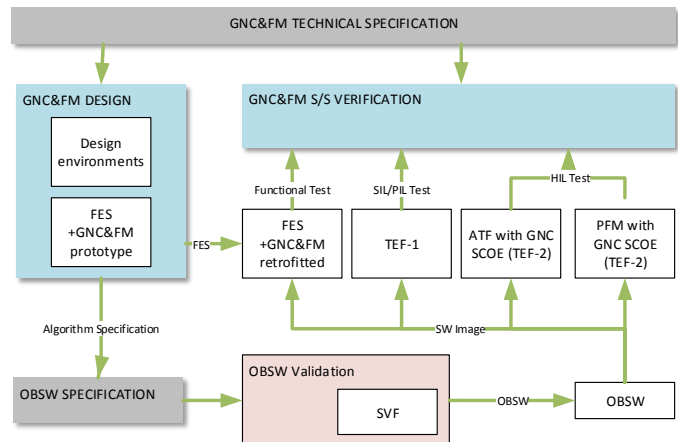 GNC&FM TECHNICAL SPECIFICATION
GNC&FM DESIGN
Design
environments
FES
+GNC&FM
prototype
GNC&FM S/S VERIFICATION
Functional Test
SIL/PIL Test
HIL Test
FES
FES
+GNC&FM
retrofitted
TEF-1
ATF with GNC
SCOE (TEF-2)
PFM with
GNC SCOE
(TEF-2)
Algorithm Specification
SW Image
OBSW SPECIFICATION
OBSW Validation
SVF
OBSW
OBSW